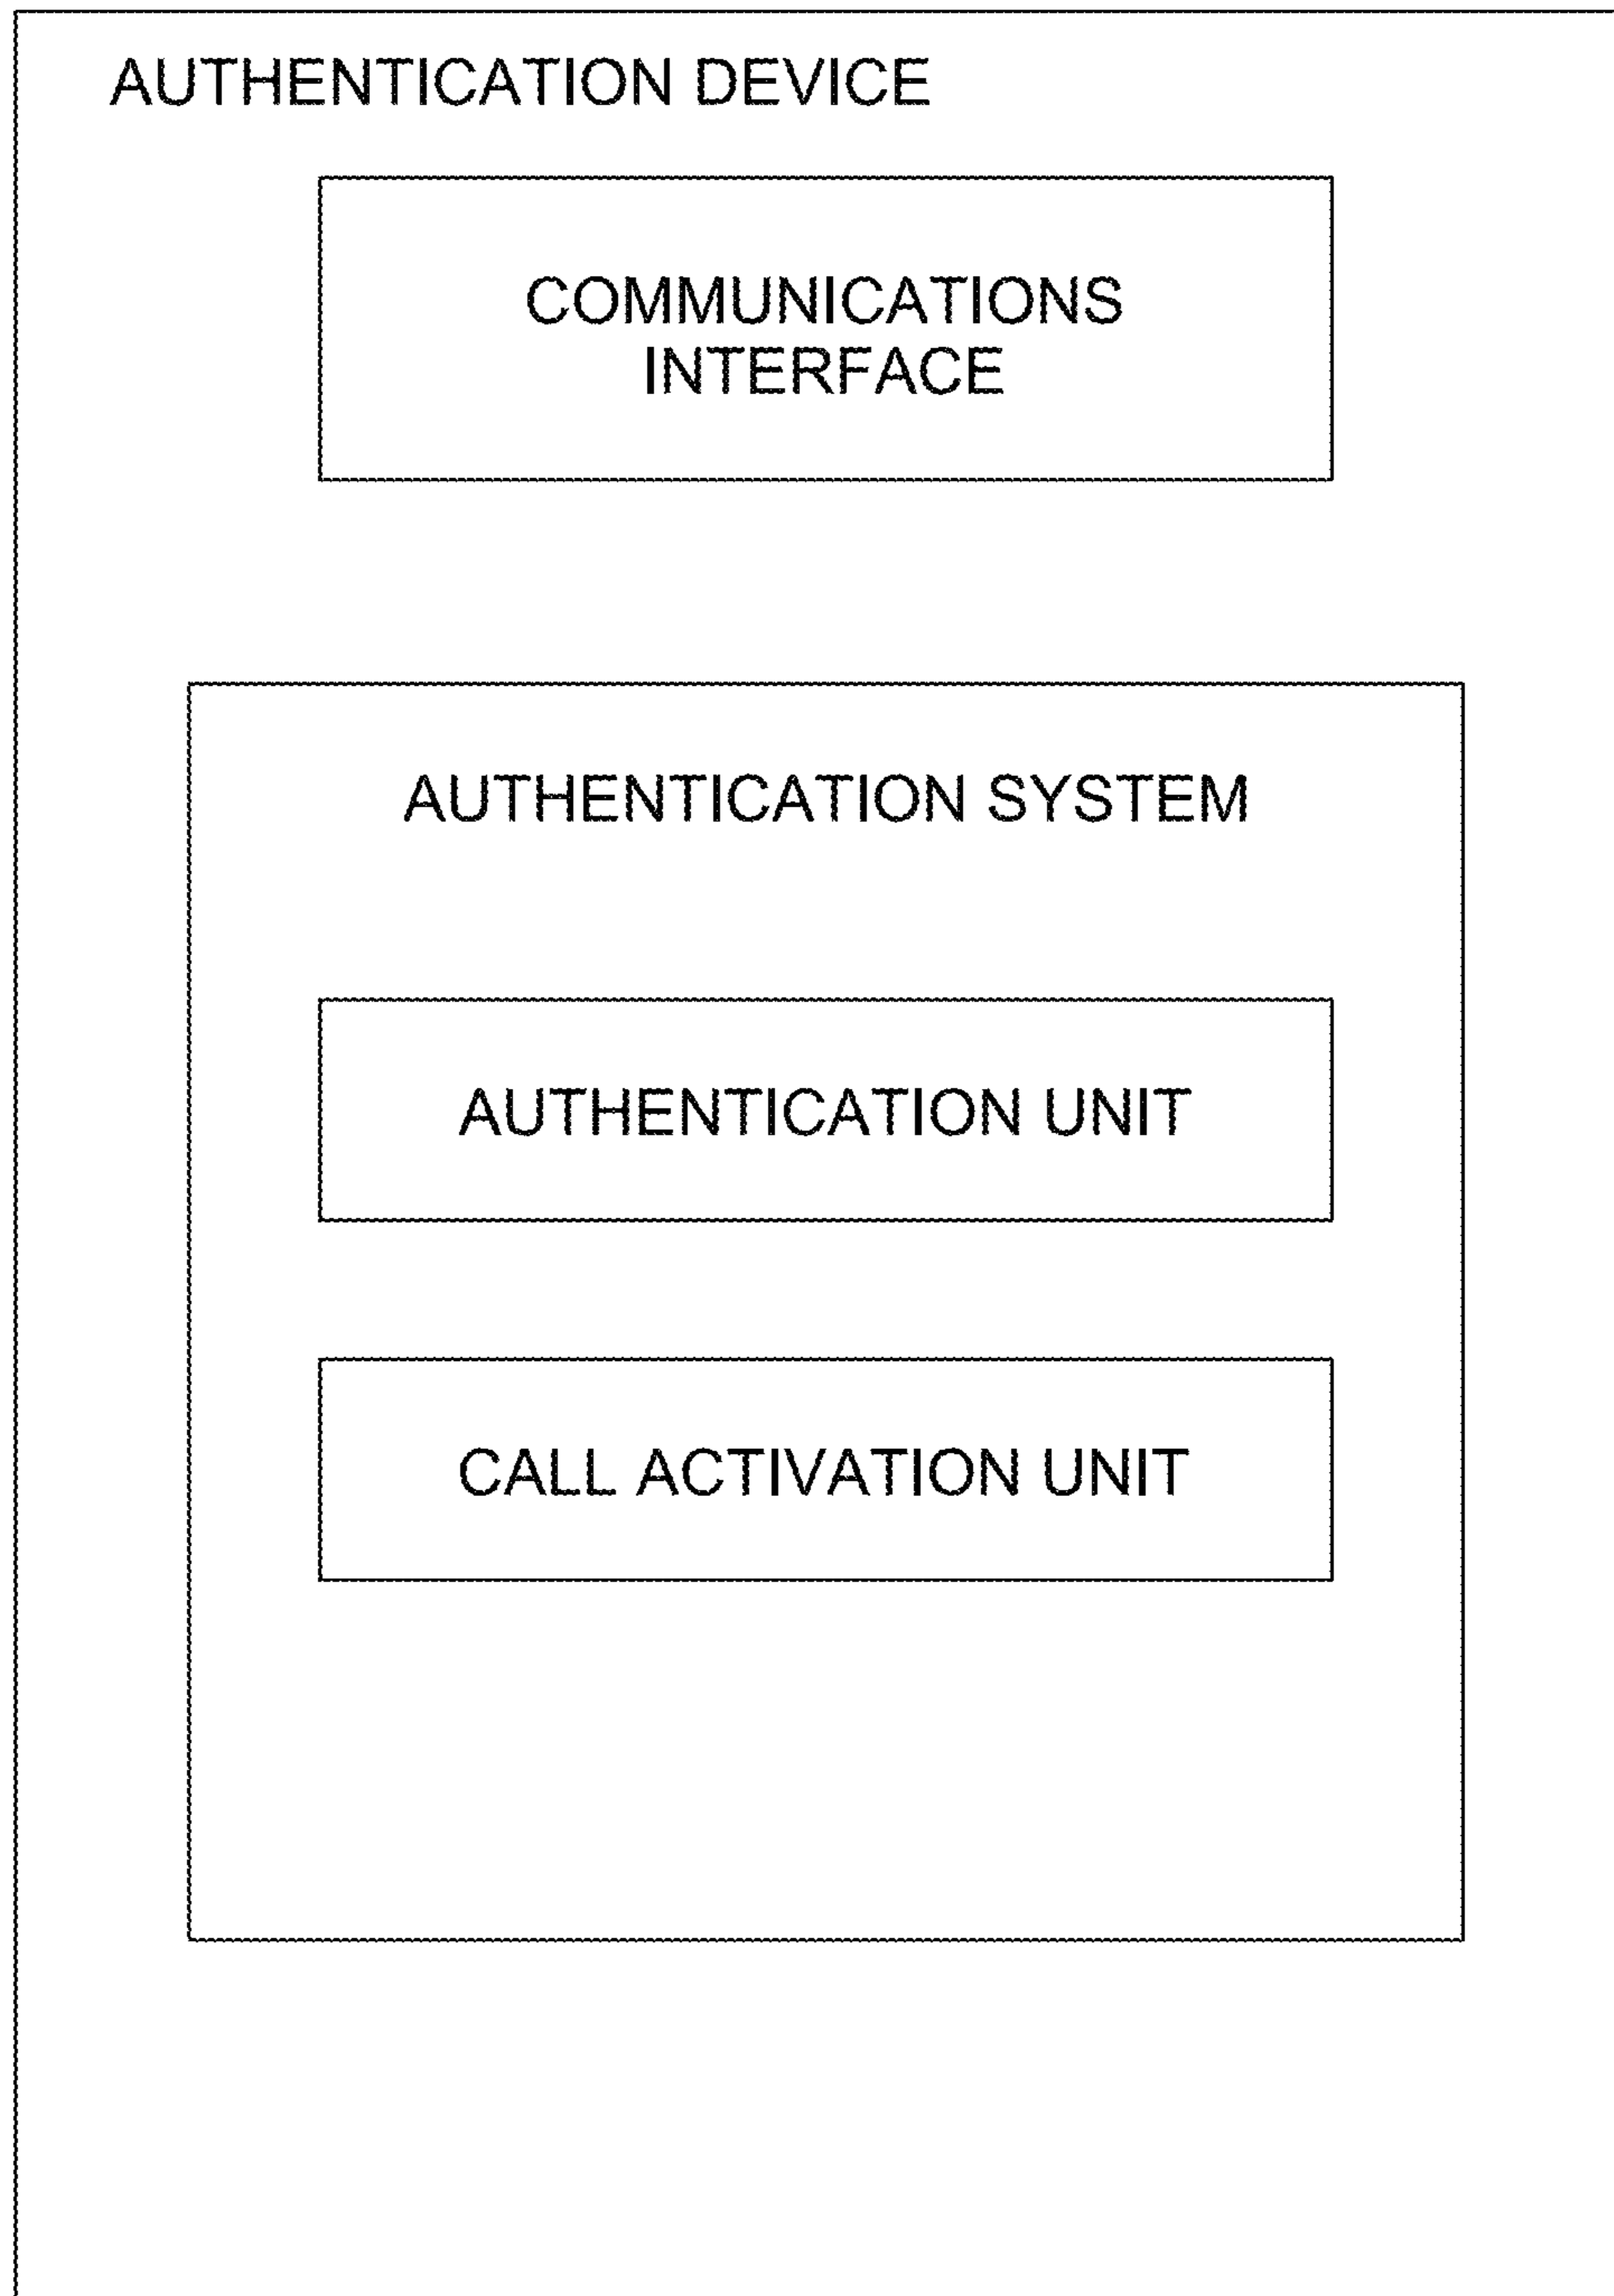 AUTHENTICATION DEVICE
COMMUNICATIONS
INTERFACE
AUTHENTICATION SYSTEM
AUTHENTICATION UNIT
CALL ACTIVATION UNIT